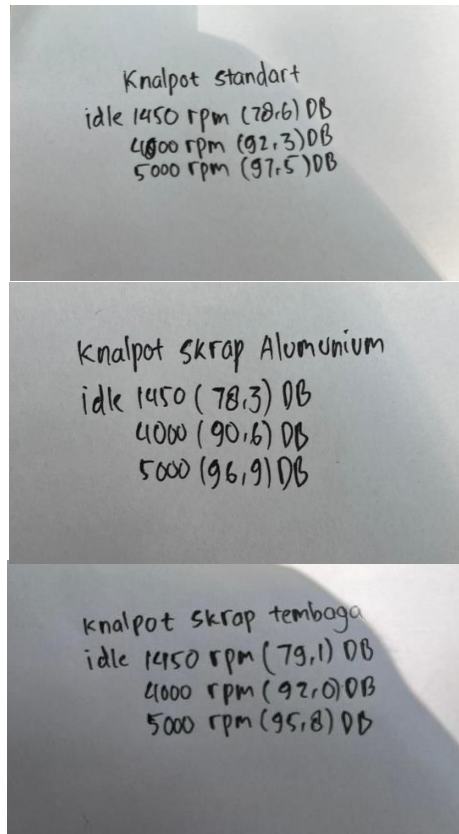 Knalpot standart
idle 1450 rpm (78,6) DB
4000 rpm (92,3) DB
5000 rpm (97,5) DB
Knalpot skrap Alumunium
idle 1450 (78,3) DB
4000 (90,6) DB
5000 (96,9) DB
Knalpot skrap tembaga
idle 1450 rpm (79,1) DB
4000 rpm (92,0) DB
5000 rpm (95,8) DB